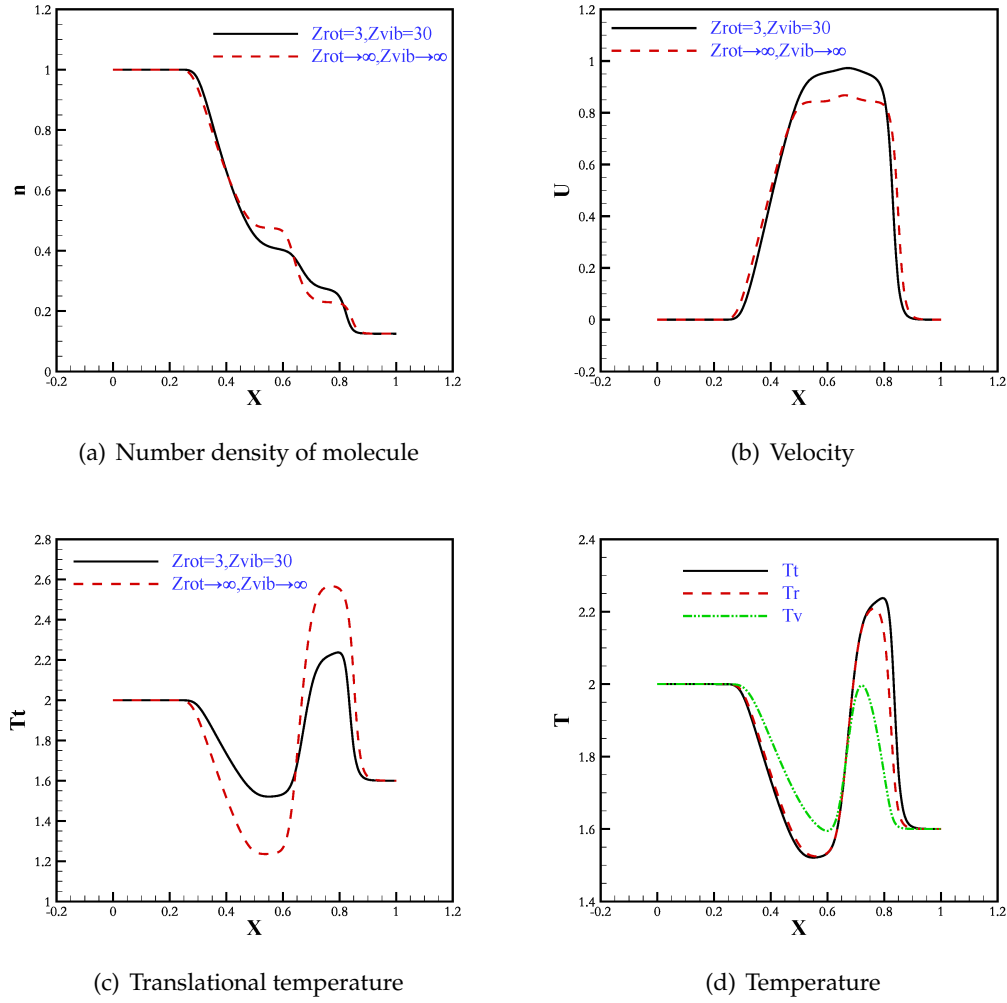 Zrot=3,Zvib=30
Zrot→∞,Zvib→∞
n
1
1
0.8
0.6
0.4
0.2
0
-0.2 0 0.2 0.4 0.6 0.8 1 1.2
X
(a) Number density of molecule
Zrot=3,Zvib=30
Zrot→∞,Zvib→∞
U
1.2
1
0.8
0.6
0.4
0.2
0
-0.2
-0.2 0 0.2 0.4 0.6 0.8 1 1.2
X
(b) Velocity
Zrot=3,Zvib=30
Zrot→∞,Zvib→∞
Tt
2.8
2.6
2.4
2.2
2
1.8
1.6
1.4
1.2
1
-0.2 0 0.2 0.4 0.6 0.8 1 1.2
X
(c) Translational temperature
Tt
Tr
Tv
T
2.4
2.2
2
1.8
1.6
1.4
-0.2 0 0.2 0.4 0.6 0.8 1 1.2
X
(d) Temperature